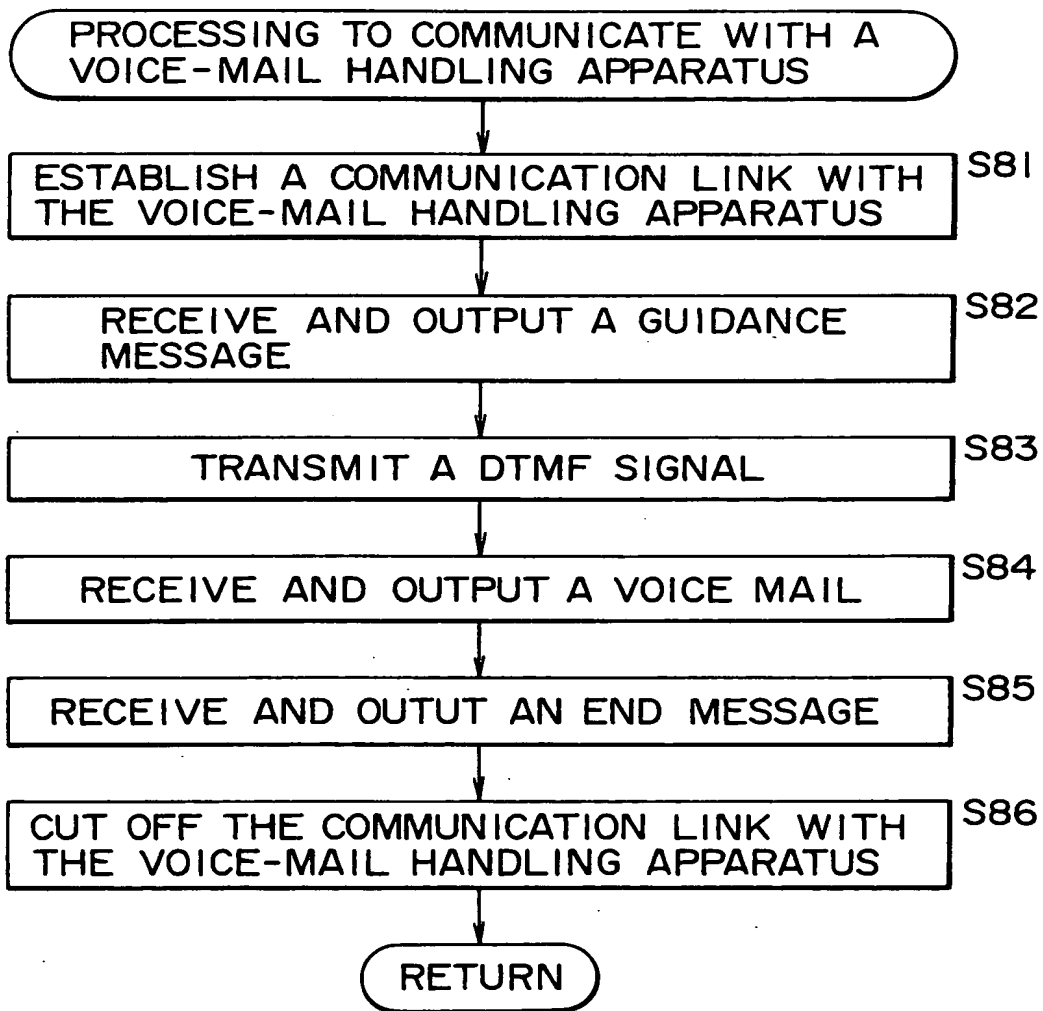 PROCESSING TO COMMUNICATE WITH A
VOICE-MAIL HANDLING APPARATUS
S81
ESTABLISH A COMMUNICATION LINK WITH
THE VOICE-MAIL HANDLING APPARATUS
S82
RECEIVE AND OUTPUT A GUIDANCE
MESSAGE
S83
TRANSMIT A DTMF SIGNAL
S84
RECEIVE AND OUTPUT A VOICE MAIL
S85
RECEIVE AND OUTUT AN END MESSAGE
S86
CUT OFF THE COMMUNICATION LINK WITH
THE VOICE-MAIL HANDLING APPARATUS
RETURN